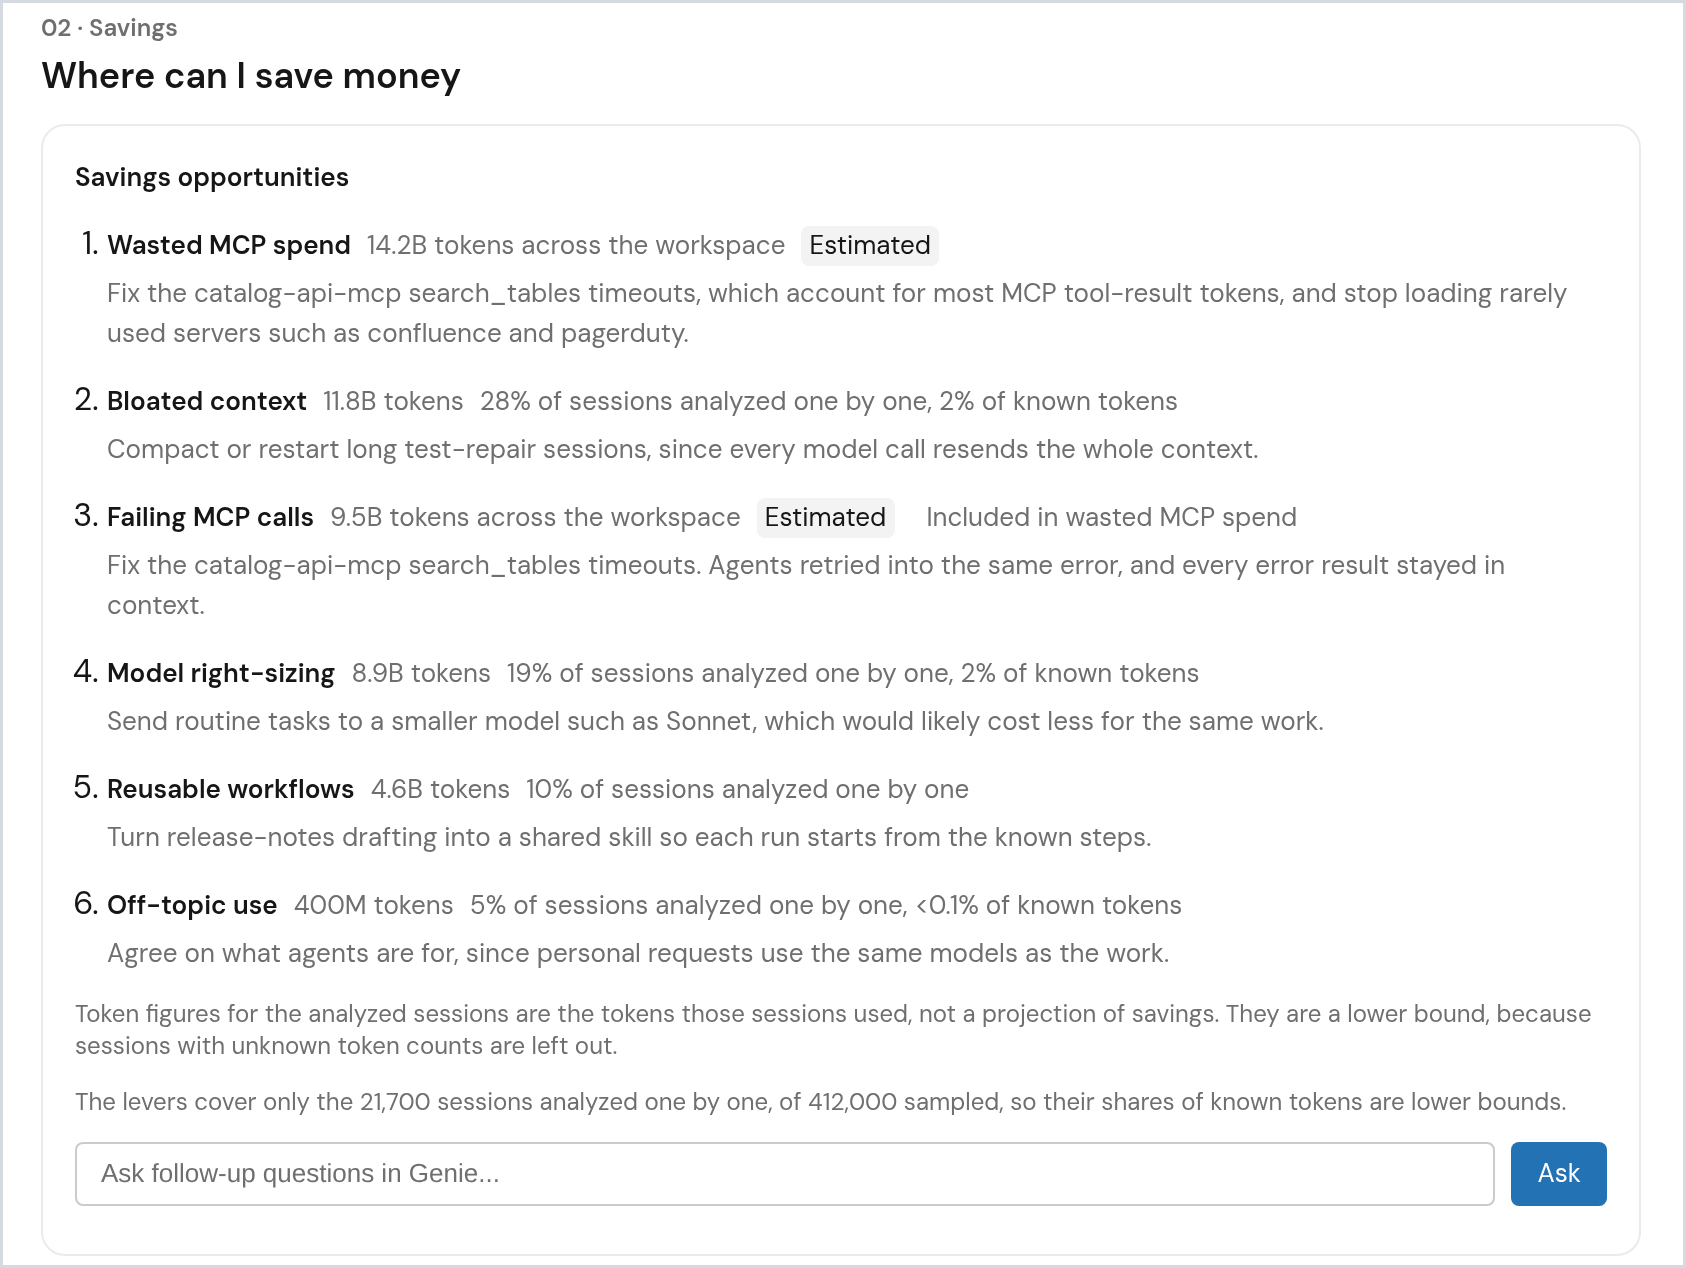 02 · Savings
Where can I save money
Savings opportunities
1. Wasted MCP spend 14.2B tokens across the workspace Estimated
Fix the catalog-api-mcp search_tables timeouts, which account for most MCP tool-result tokens, and stop loading rarely
used servers such as confluence and pagerduty.
2. Bloated context 11.8B tokens 28% of sessions analyzed one by one, 2% of known tokens
Compact or restart long test-repair sessions, since every model call resends the whole context.
3. Failing MCP calls 9.5B tokens across the workspace Estimated Included in wasted MCP spend
Fix the catalog-api-mcp search_tables timeouts. Agents retried into the same error, and every error result stayed in
context.
4. Model right-sizing 8.9B tokens 19% of sessions analyzed one by one, 2% of known tokens
Send routine tasks to a smaller model such as Sonnet, which would likely cost less for the same work.
5. Reusable workflows 4.6B tokens 10% of sessions analyzed one by one
Turn release-notes drafting into a shared skill so each run starts from the known steps.
6. Off-topic use 400M tokens 5% of sessions analyzed one by one, <0.1% of known tokens
Agree on what agents are for, since personal requests use the same models as the work.
Token figures for the analyzed sessions are the tokens those sessions used, not a projection of savings. They are a lower bound, because
sessions with unknown token counts are left out.
The levers cover only the 21,700 sessions analyzed one by one, of 412,000 sampled, so their shares of known tokens are lower bounds.
Ask follow-up questions in Genie... Ask